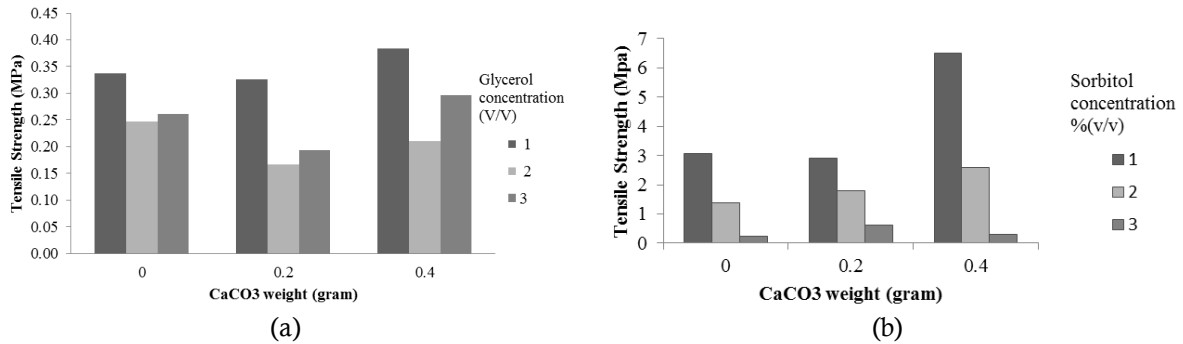 0.45
0.40
0.35
0.30
0.25
0.20
0.15
0.10
0.05
0.00
Tensile Strength (MPa)
0 0.2 0.4
CaCO3 weight (gram)
Glycerol
concentration
(V/V)
1
2
3
(a)
7
6
5
4
3
2
1
0
Tensile Strength (Mpa)
0 0.2 0.4
CaCO3 weight (gram)
Sorbitol
concentration
%(v/v)
1
2
3
(b)